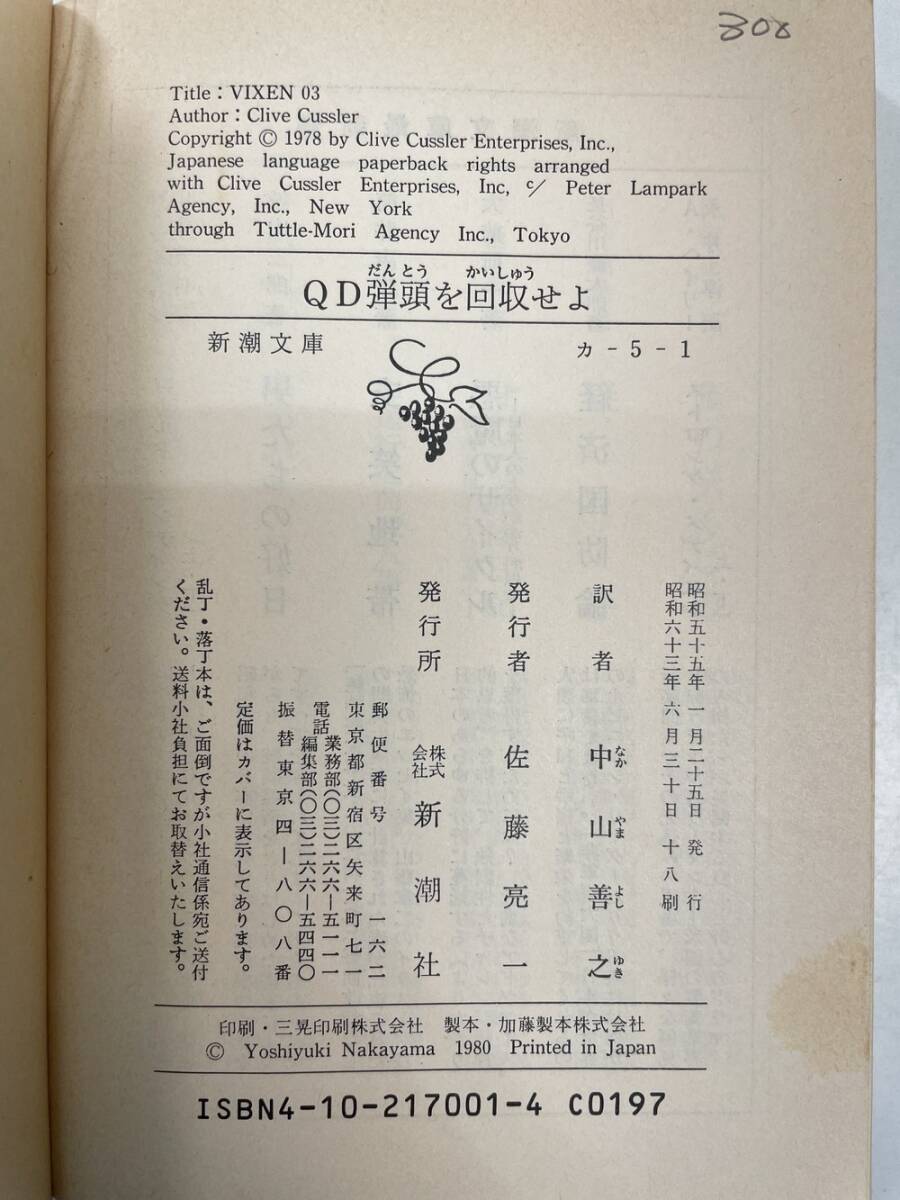 300
Title : VIXEN 03
Author : Clive Cussler
Copyright © 1978 by Clive Cussler Enterprises, Inc.,
Japanese language paperback rights arranged
with Clive Cussler Enterprises, Inc, c/ Peter Lampark
Agency, Inc., New York
through Tuttle-Mori Agency Inc., Tokyo
だんとう かいしゅう
QD弾頭を回収せよ
新潮文庫 カ-5-1
昭和五十五年一月二十五日発行
昭和六十三年六月三十日十八刷
訳者 中山善之
なか やま よし ゆき
発行者 佐藤亮一
発行所 株式会社 新潮社
郵便番号 一六二
東京都新宿区矢来町七一
電話 業務部(〇三)二六六―五一一一
編集部(〇三)二六六―五四四〇
振替東京四―八〇八番
定価はカバーに表示してあります。
乱丁・落丁本は、ご面倒ですが小社通信係宛ご送付
ください。送料小社負担にてお取替えいたします。
印刷・三晃印刷株式会社 製本・加藤製本株式会社
© Yoshiyuki Nakayama 1980 Printed in Japan
ISBN4-10-217001-4 C0197